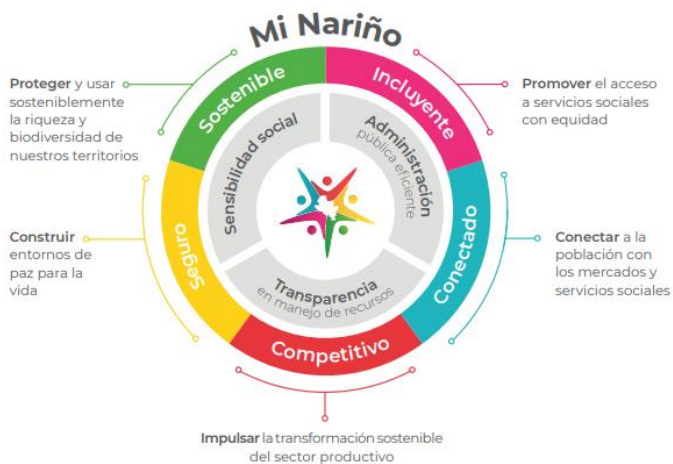 Mi Nariño
Sostenible
Incluyente
Proteger y usar
sosteniblemente
la riqueza y
biodiversidad de
nuestros territorios
Promover el acceso
a servicios sociales
con equidad
Sensibilidad social
Administración
pública eficiente
Seguro
Conectado
Construir
entornos de
paz para la
vida
Conectar a la
población con
los mercados y
servicios sociales
Transparencia
en manejo de recursos
Competitivo
Impulsar la transformación sostenible
del sector productivo